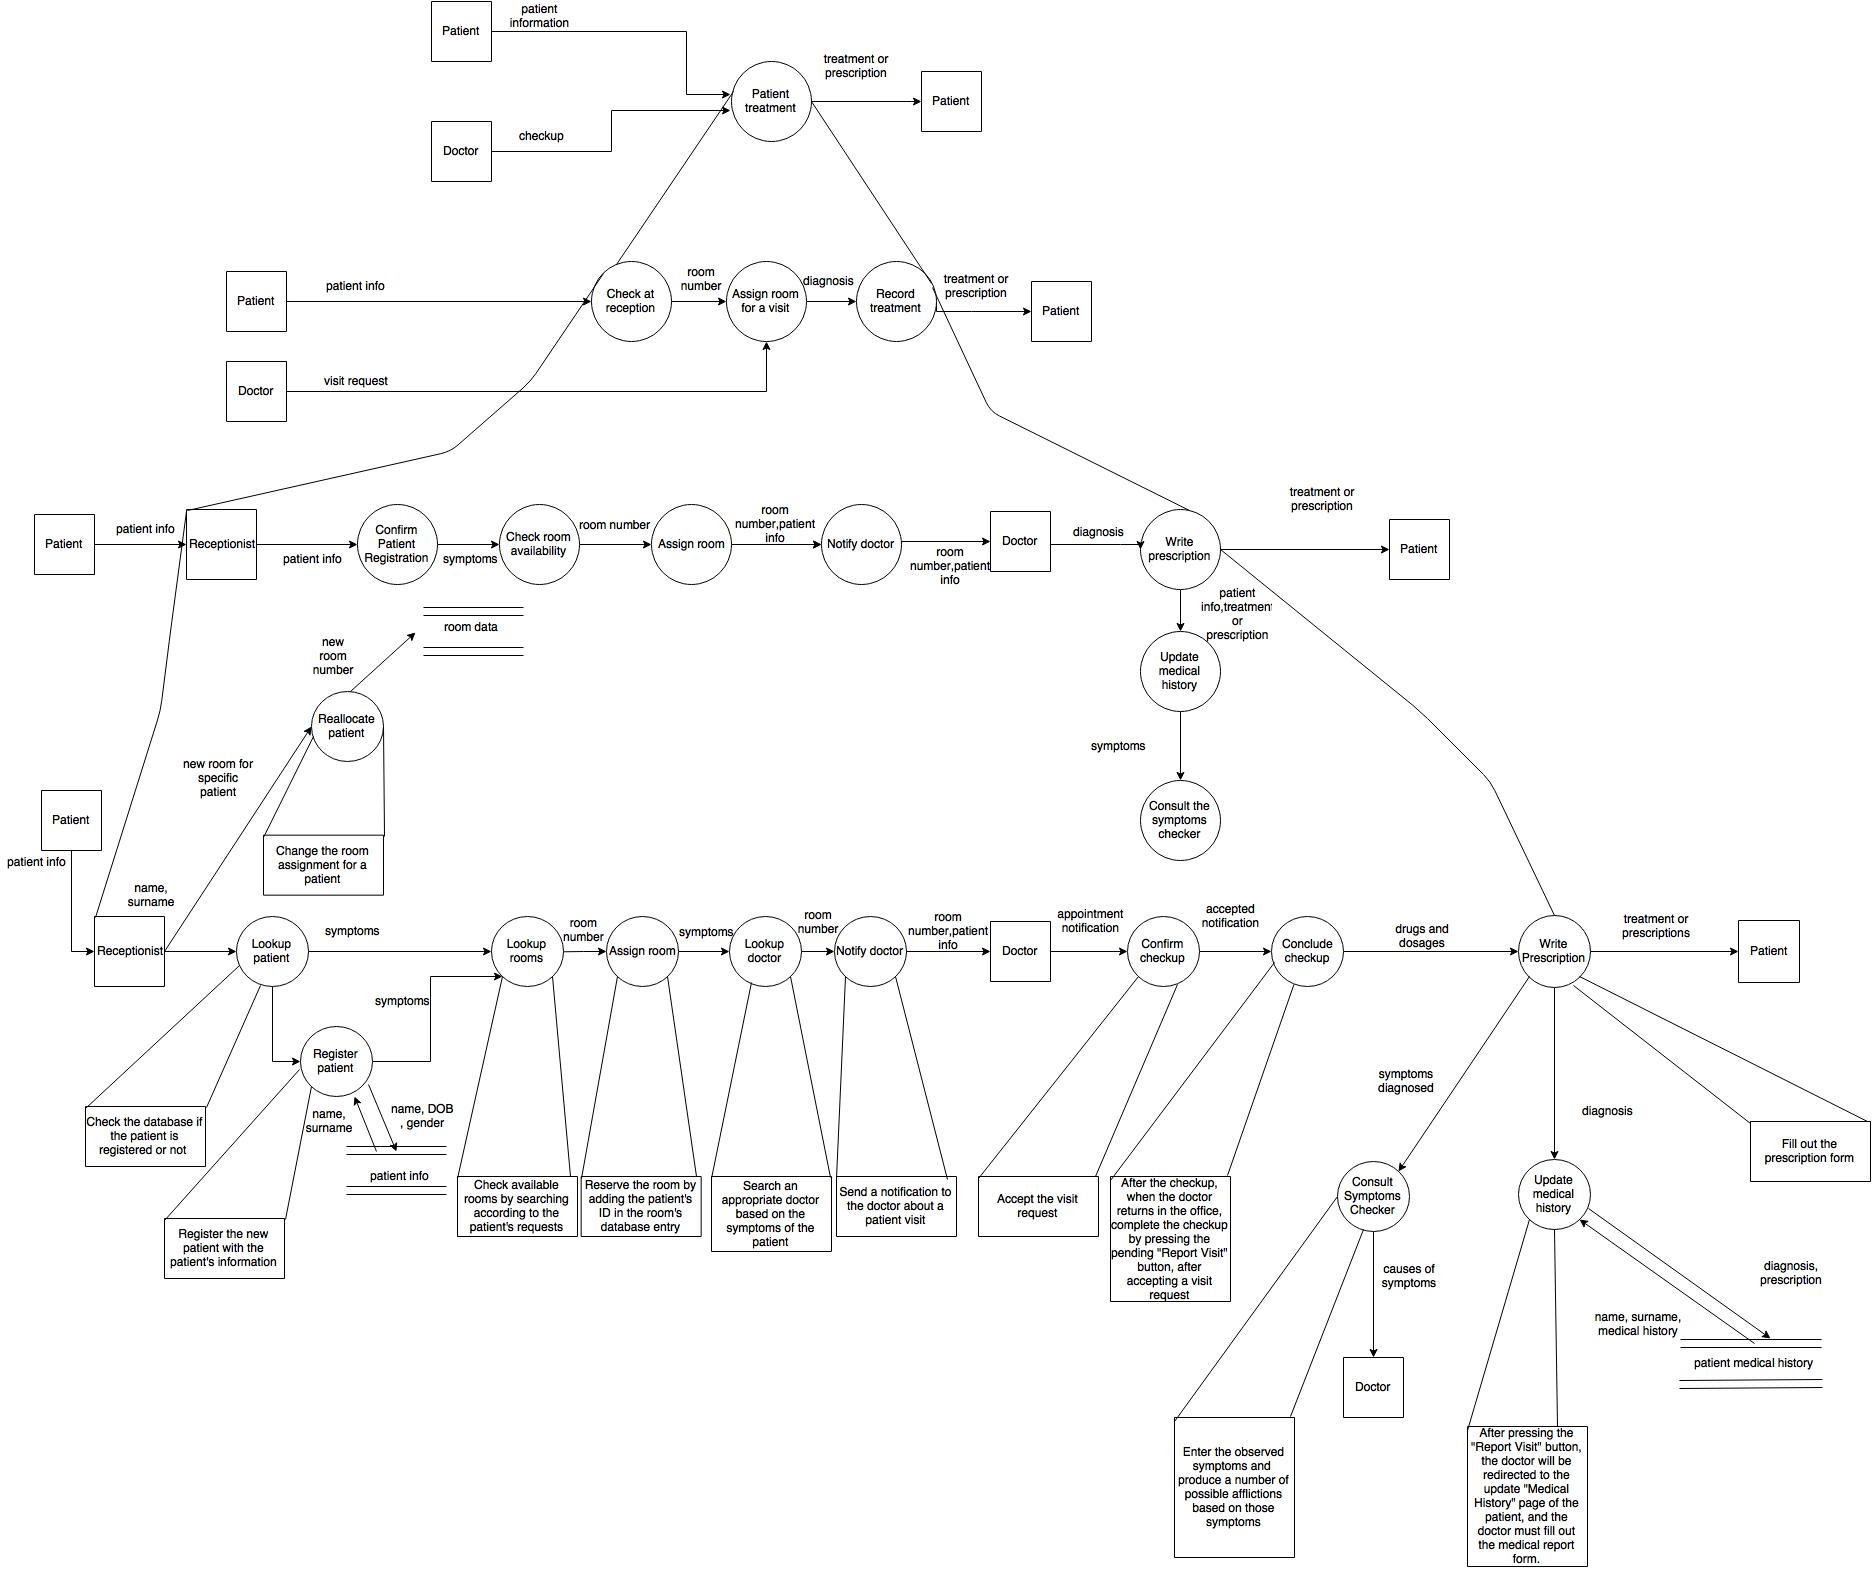 patient
information
Patient
treatment or
prescription
Patient
treatment
Patient
checkup
Doctor
patient info
room
number
diagnosis
treatment or
prescription
Patient
Check at
reception
Assign room
for a visit
Record
treatment
Patient
visit request
Doctor
treatment or
prescription
patient info
room number
room
number,patient
info
diagnosis
Patient
Receptionist
patient info
Confirm
Patient
Registration
symptoms
Check room
availability
Assign room
Notify doctor
room
number,patient
info
Doctor
Write
prescription
Patient
patient
info,treatment
or
prescription
room data
new
room
number
Update
medical
history
Reallocate
patient
symptoms
new room for
specific
patient
Patient
Consult the
symptoms
checker
patient info
Change the room
assignment for a
patient
name,
surname
Receptionist
Lookup
patient
symptoms
Lookup
rooms
room
number
Assign room
symptoms
Lookup
doctor
room
number
Notify doctor
room
number,patient
info
Doctor
appointment
notification
Confirm
checkup
accepted
notification
Conclude
checkup
drugs and
dosages
Write
Prescription
treatment or
prescriptions
Patient
symptoms
Register
patient
symptoms
diagnosed
diagnosis
Check the database if
the patient is
registered or not
name,
surname
name, DOB
, gender
patient info
Fill out the
prescription form
Register the new
patient with the
patient's information
Check available
rooms by searching
according to the
patient's requests
Reserve the room by
adding the patient's
ID in the room's
database entry
Search an
appropriate doctor
based on the
symptoms of the
patient
Send a notification to
the doctor about a
patient visit
Accept the visit
request
After the checkup,
when the doctor
returns in the office,
complete the checkup
by pressing the
pending "Report Visit"
button, after
accepting a visit
request
Consult
Symptoms
Checker
Update
medical
history
causes of
symptoms
diagnosis,
prescription
name, surname,
medical history
patient medical history
Doctor
Enter the observed
symptoms and
produce a number of
possible afflictions
based on those
symptoms
After pressing the
"Report Visit" button,
the doctor will be
redirected to the
update "Medical
History" page of the
patient, and the
doctor must fill out
the medical report
form.